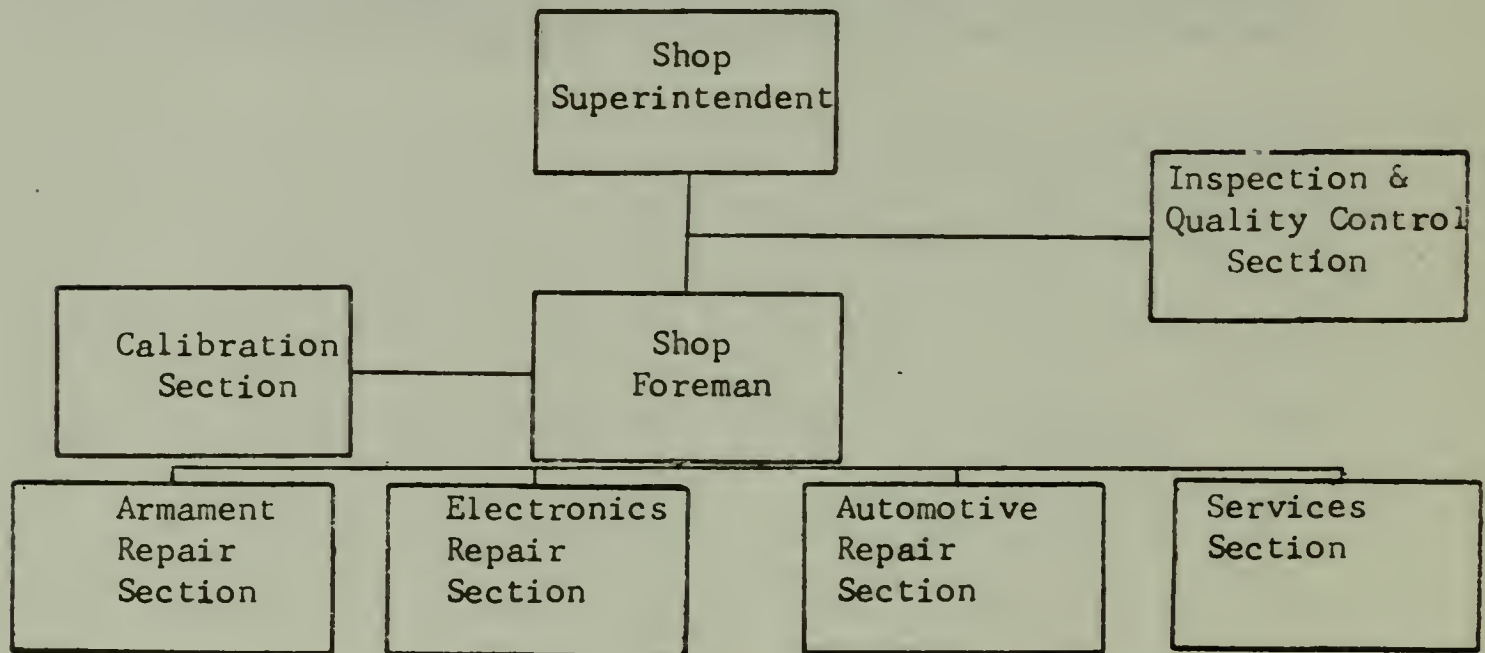 Shop
Superintendent
Inspection &
Quality Control
Section
Calibration
Section
Shop
Foreman
Armament
Repair
Section
Electronics
Repair
Section
Automotive
Repair
Section
Services
Section